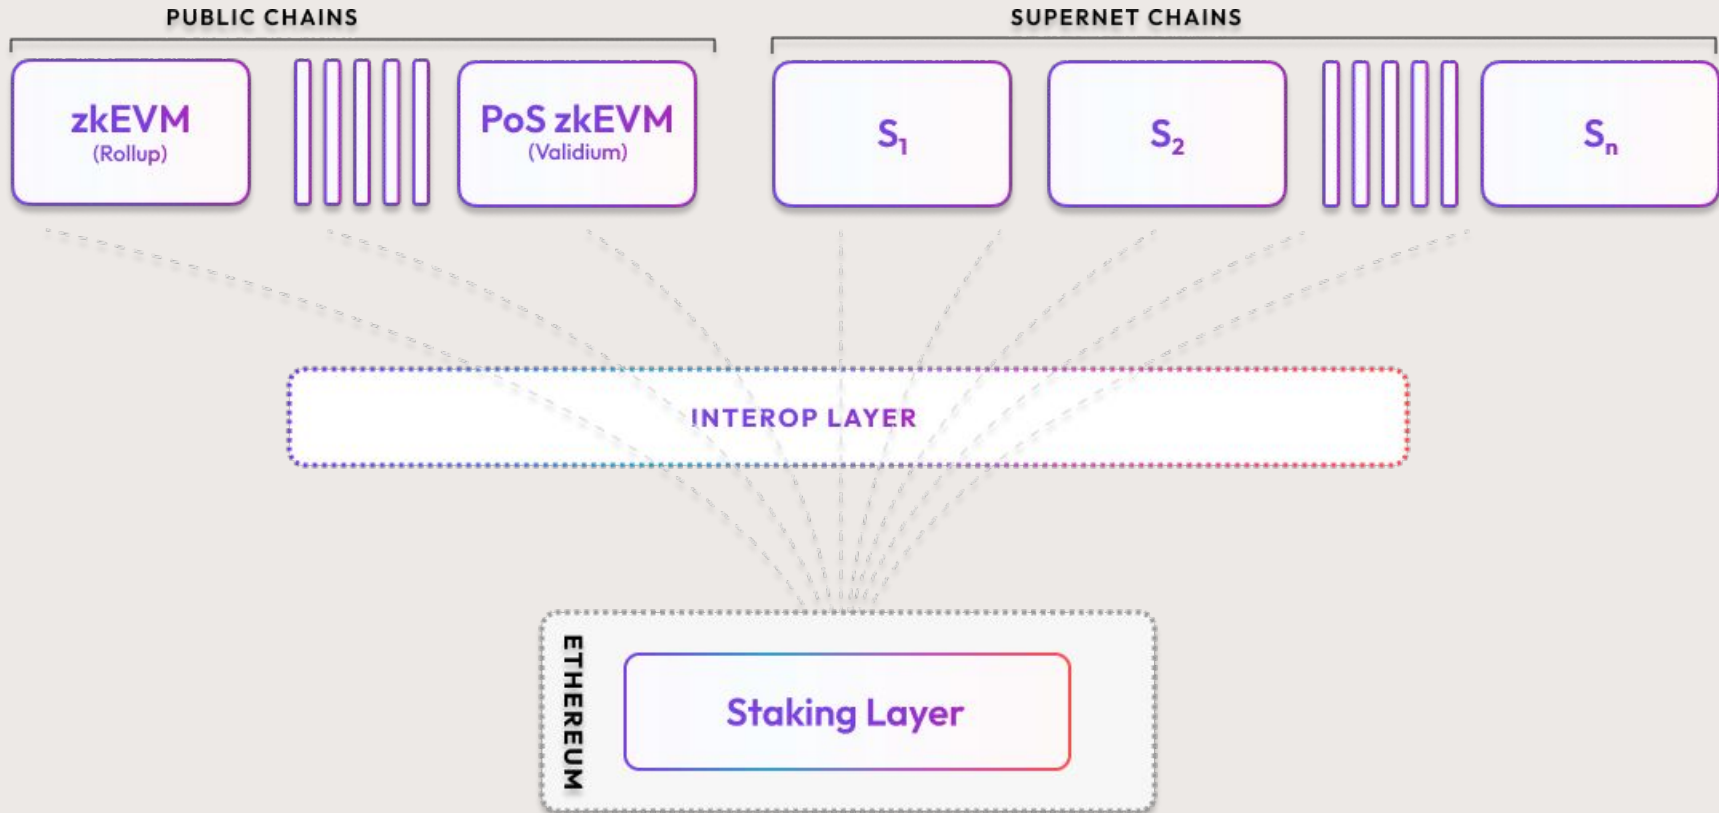 PUBLIC CHAINS
SUPERNET CHAINS
zkEVM
(Rollup)
PoS zkEVM
(Validium)
S₁
S₂
Sₙ
INTEROP LAYER
ETHEREUM
Staking Layer